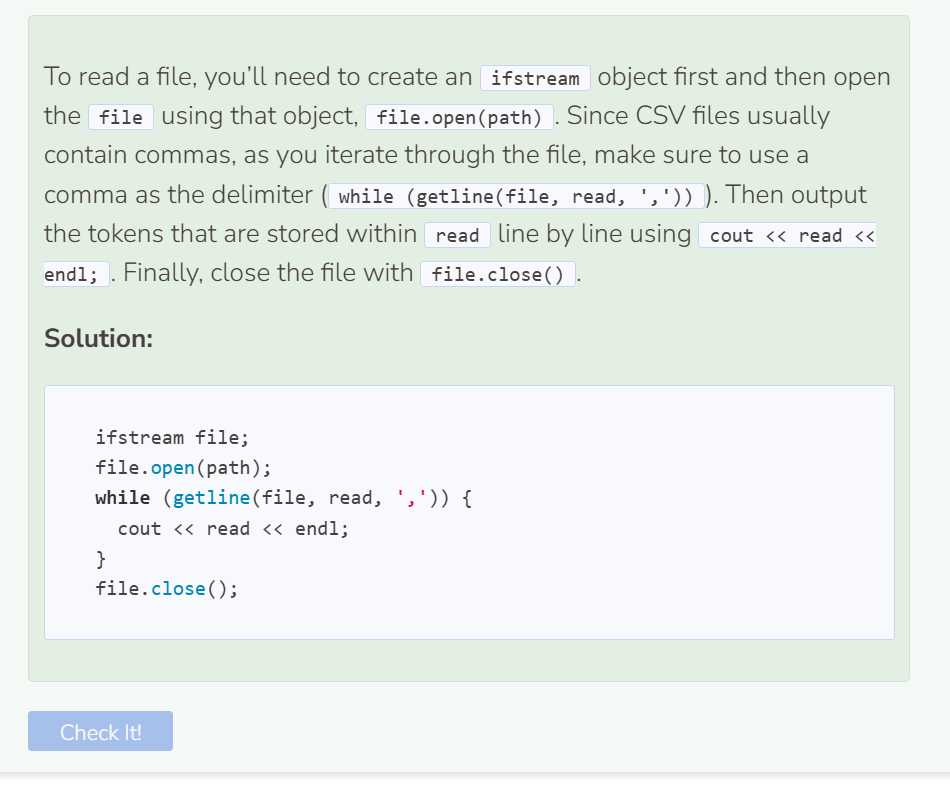 To read a file, you’ll need to create an ifstream object first and then open
the file using that object, file.open(path) . Since CSV files usually
contain commas, as you iterate through the file, make sure to use a
comma as the delimiter ( while (getline(file, read, ',')) ). Then output
the tokens that are stored within read line by line using cout << read <<
endl; . Finally, close the file with file.close() .
Solution:
ifstream file;
file.open(path);
while (getline(file, read, ',')) {
  cout << read << endl;
}
file.close();
Check It!